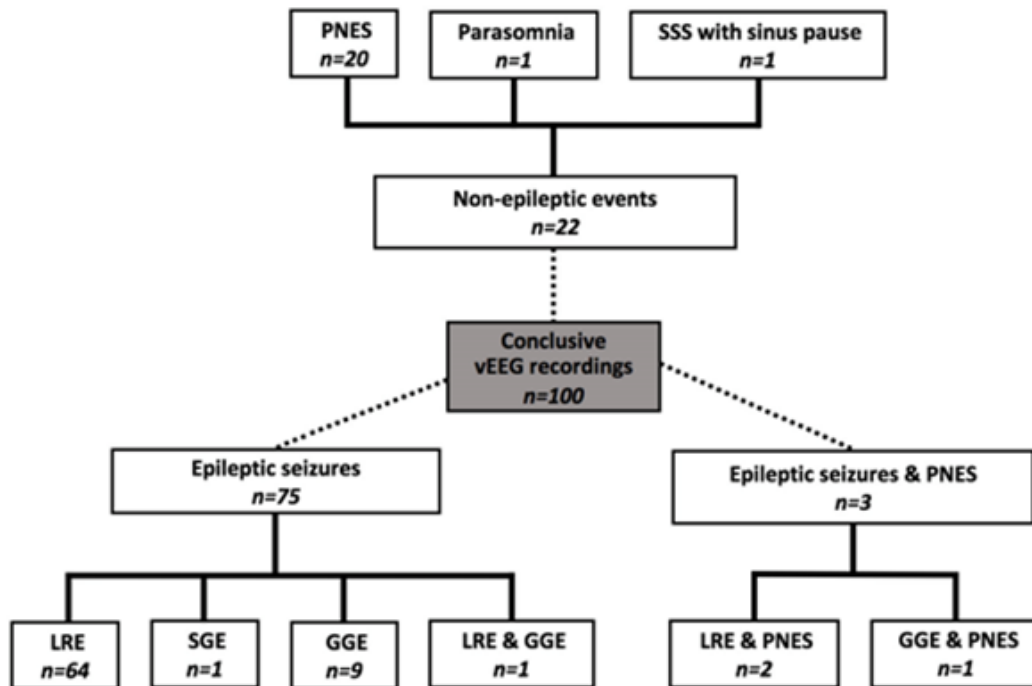 PNES
n=20
Parasomnia
n=1
SSS with sinus pause
n=1
Non-epileptic events
n=22
Conclusive
vEEG recordings
n=100
Epileptic seizures
n=75
Epileptic seizures & PNES
n=3
LRE
n=64
SGE
n=1
GGE
n=9
LRE & GGE
n=1
LRE & PNES
n=2
GGE & PNES
n=1